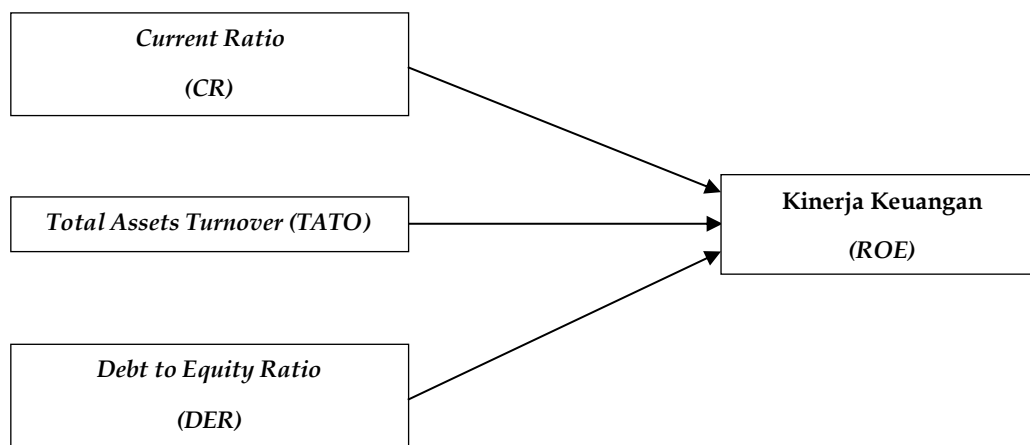 Current Ratio
(CR)
Total Assets Turnover (TATO)
Kinerja Keuangan
(ROE)
Debt to Equity Ratio
(DER)